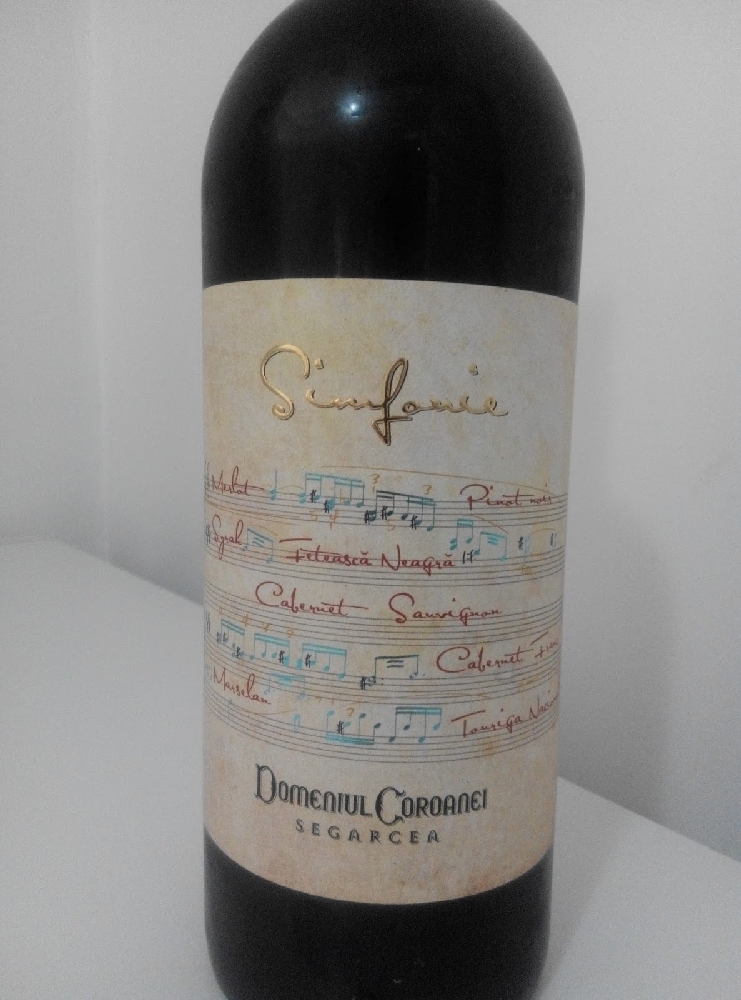 Simfonie
Merlot Pinot noir
Syrah Fetească Neagră
Cabernet Sauvignon
Cabernet
Marselan Touriga
DOMENIUL COROANEI
SEGARCEA